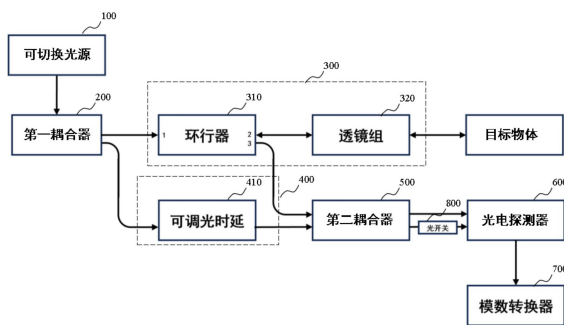 100
可切换光源
200
300
310
320
第一耦合器
1
环行器
2
3
透镜组
目标物体
410
400
500
600
可调光时延
第二耦合器
800
光开关
光电探测器
700
模数转换器